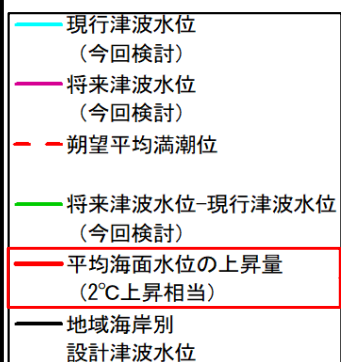 現行津波水位
（今回検討）
将来津波水位
（今回検討）
朔望平均満潮位
将来津波水位-現行津波水位
（今回検討）
平均海面水位の上昇量
（2℃上昇相当）
地域海岸別
設計津波水位